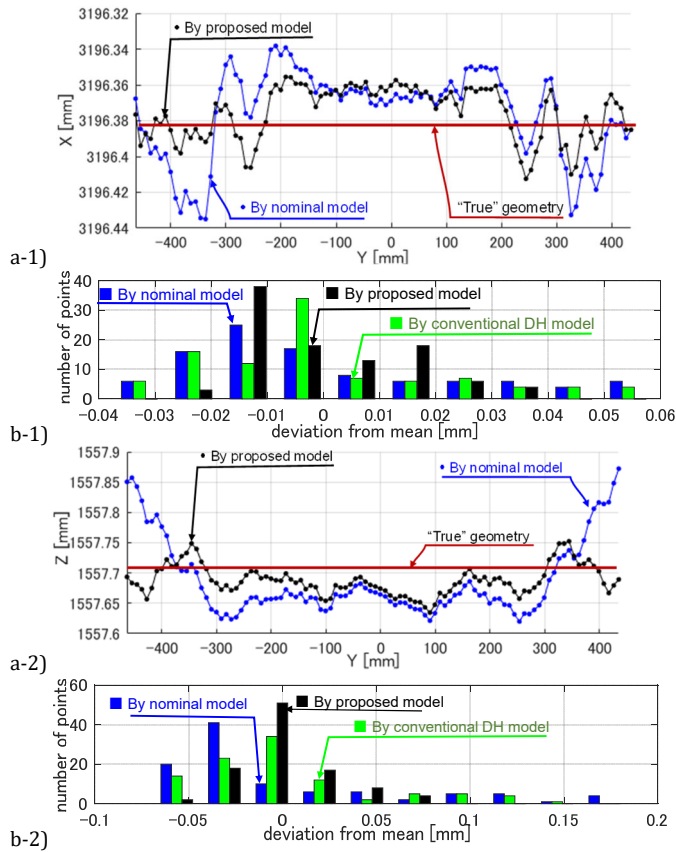 3196.32
By proposed model
3196.34
3196.36
3196.38
3196.4
3196.42
3196.44
X [mm]
By nominal model
"True" geometry
−400 −300 −200 −100 0 100 200 300 400
Y [mm]
a-1)
number of points
40
30
20
10
0
By nominal model
By proposed model
By conventional DH model
−0.04 −0.03 −0.02 −0.01 0 0.01 0.02 0.03 0.04 0.05 0.06
deviation from mean [mm]
b-1)
1557.9
1557.85
1557.8
1557.75
1557.7
1557.65
1557.6
Z [mm]
By proposed model
By nominal model
"True" geometry
−400 −300 −200 −100 0 100 200 300 400
Y [mm]
a-2)
number of points
60
40
20
0
By nominal model
By proposed model
By conventional DH model
-0.1 −0.05 0 0.05 0.1 0.15 0.2
deviation from mean [mm]
b-2)